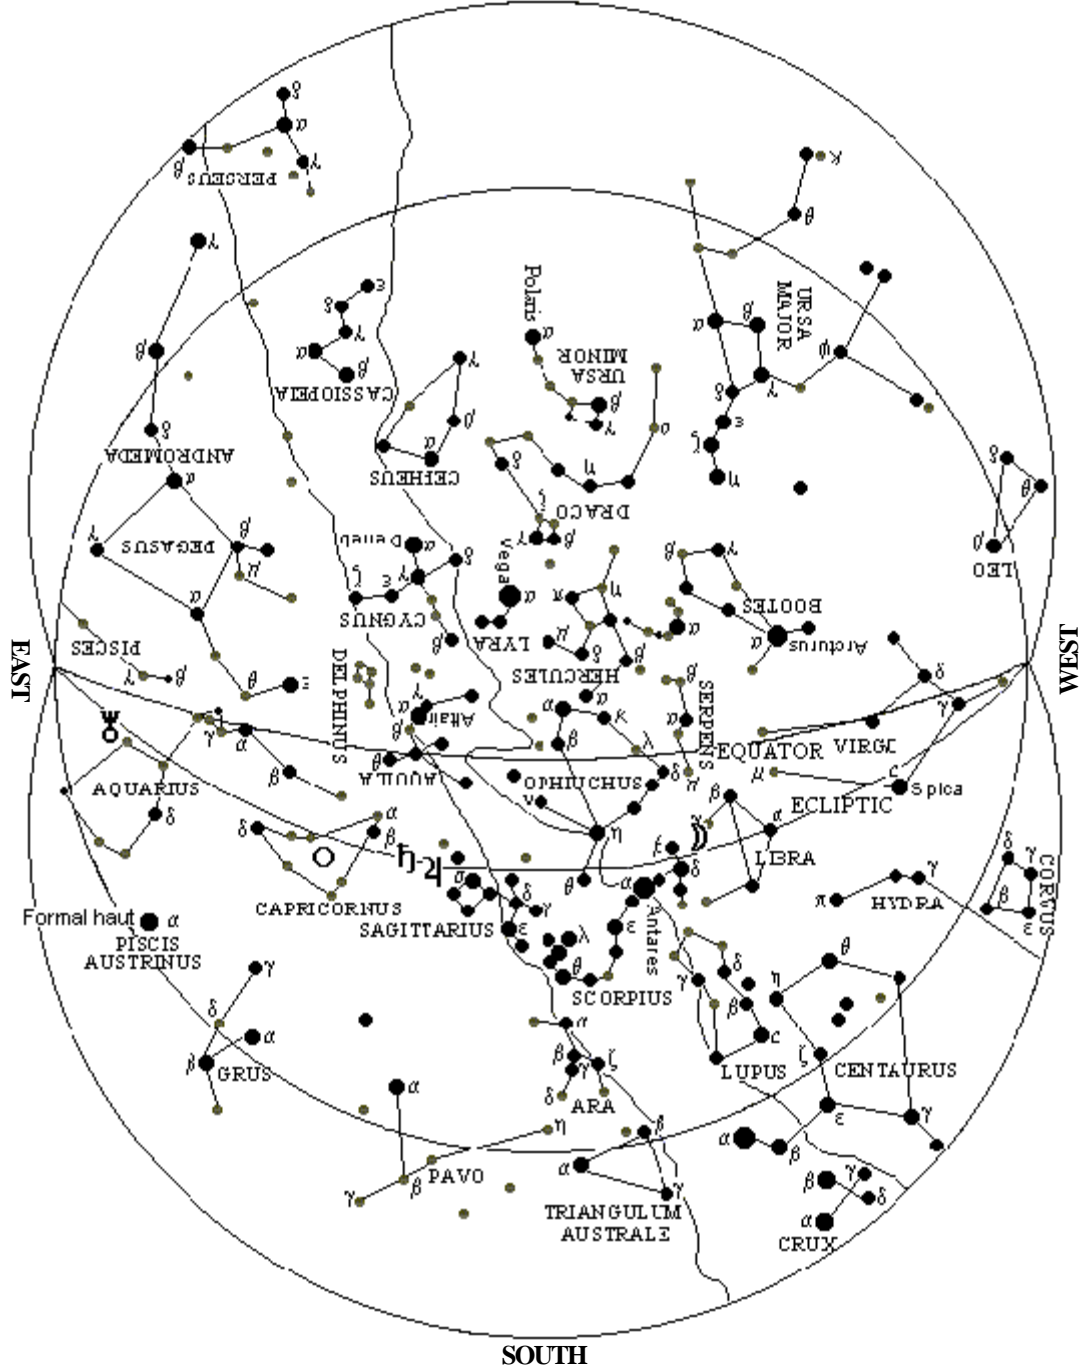 δ
α
γ
β
PERSEUS
κ
θ
γ
Polaris
α
ε
δ
γ
α
β
CASSIOPEIA
URSA
MINOR
β
γ
α
β
URSA
MAJOR
γ
ψ
δ
ε
ζ
η
β
δ
ANDROMEDA
α
γ
β
α
CEFHEUS
δ
η
DRACO
ο
ζ
γ
β
δ
θ
β
LEO
γ
PEGASUS
β
μ
α
Deneb
α
γ
ε
ζ
δ
CYGNUS
β
Vega
α
LYRA
π
η
μ
δ
β
HERCULES
α
α
β
γ
BOOTES
α
Arcturus
EAST
WEST
PISCES
γ
β
θ
ε
DELPHINUS
γ
Altair
α
β
θ
AQUILA
α
κ
β
λ
δ
OPHIUCHUS
ν
η
θ
β
α
SERPENS
μ
EQUATOR
VIRGI
δ
γ
μ
c
Spica
ECLIPTIC
♆
♂
γ
α
β
AQUARIUS
δ
δ
α
β
CAPRICORNUS
♄
♃
σ
δ
γ
ε
SAGITTARIUS
ξ
δ
α
Antares
ε
λ
θ
SCORPIUS
γ
β
α
LIBRA
π
γ
HYDRA
δ
γ
β
ε
CORVUS
Formal haut
α
PISCIS
AUSTRINUS
γ
δ
α
β
GRUS
α
β
γ
ζ
δ
ARA
γ
δ
β
c
LUPUS
θ
η
ζ
CENTAURUS
ε
γ
α
β
α
η
β
γ
PAVO
β
α
γ
TRIANGULUM
AUSTRALE
γ
β
δ
α
CRUX
SOUTH